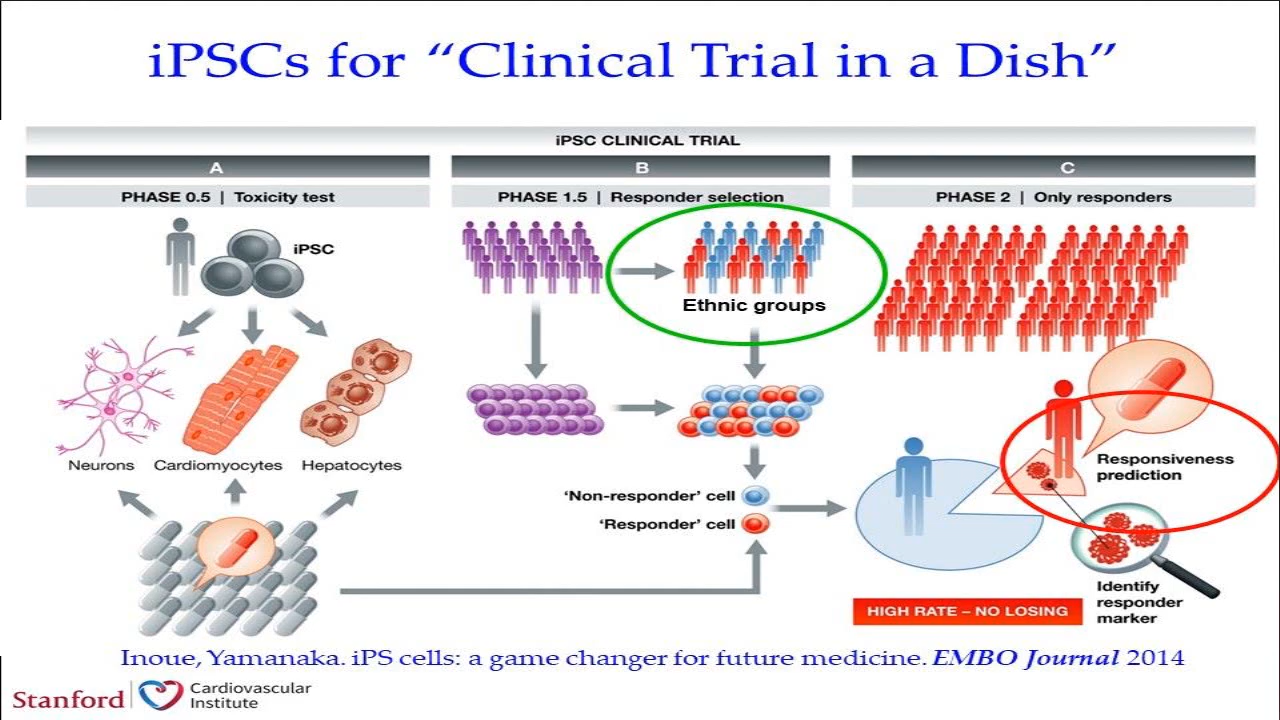 iPSCs for “Clinical Trial in a Dish”
iPSC CLINICAL TRIAL
A
PHASE 0.5 | Toxicity test
iPSC
Neurons
Cardiomyocytes
Hepatocytes
B
PHASE 1.5 | Responder selection
Ethnic groups
‘Non-responder’ cell
‘Responder’ cell
C
PHASE 2 | Only responders
Responsiveness
prediction
Identify
responder
marker
HIGH RATE – NO LOSING
Inoue, Yamanaka. iPS cells: a game changer for future medicine. EMBO Journal 2014
Stanford
Cardiovascular
Institute